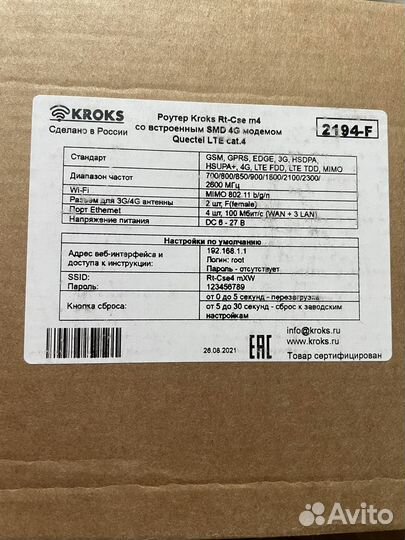 KROKS
Сделано в России
Роутер Kroks Rt-Cse m4
со встроенным SMD 4G модемом
Quectel LTE cat.4
2194-F
Стандарт
GSM, GPRS, EDGE, 3G, HSDPA,
HSUPA+, 4G, LTE FDD, LTE TDD, MIMO
Диапазон частот
700/800/850/900/1800/2100/2300/
2600 МГц
Wi-Fi
MIMO 802.11 b/g/n
Разъем для 3G/4G антенны
2 шт, F(female)
Порт Ethernet
4 шт, 100 Мбит/с (WAN + 3 LAN)
Напряжение питания
DC 6 - 27 В
Настройки по умолчанию
Адрес веб-интерфейса и
доступа к инструкции:
192.168.1.1
Логин: root
Пароль - отсутствует
SSID:
Rt-Cse4 mXW
Пароль:
123456789
Кнопка сброса:
от 0 до 5 секунд - перезагрузка
от 5 до 30 секунд - сброс к заводским
настройкам
26.08.2021
EAC
info@kroks.ru
www.kroks.ru
Товар сертифицирован
Avito